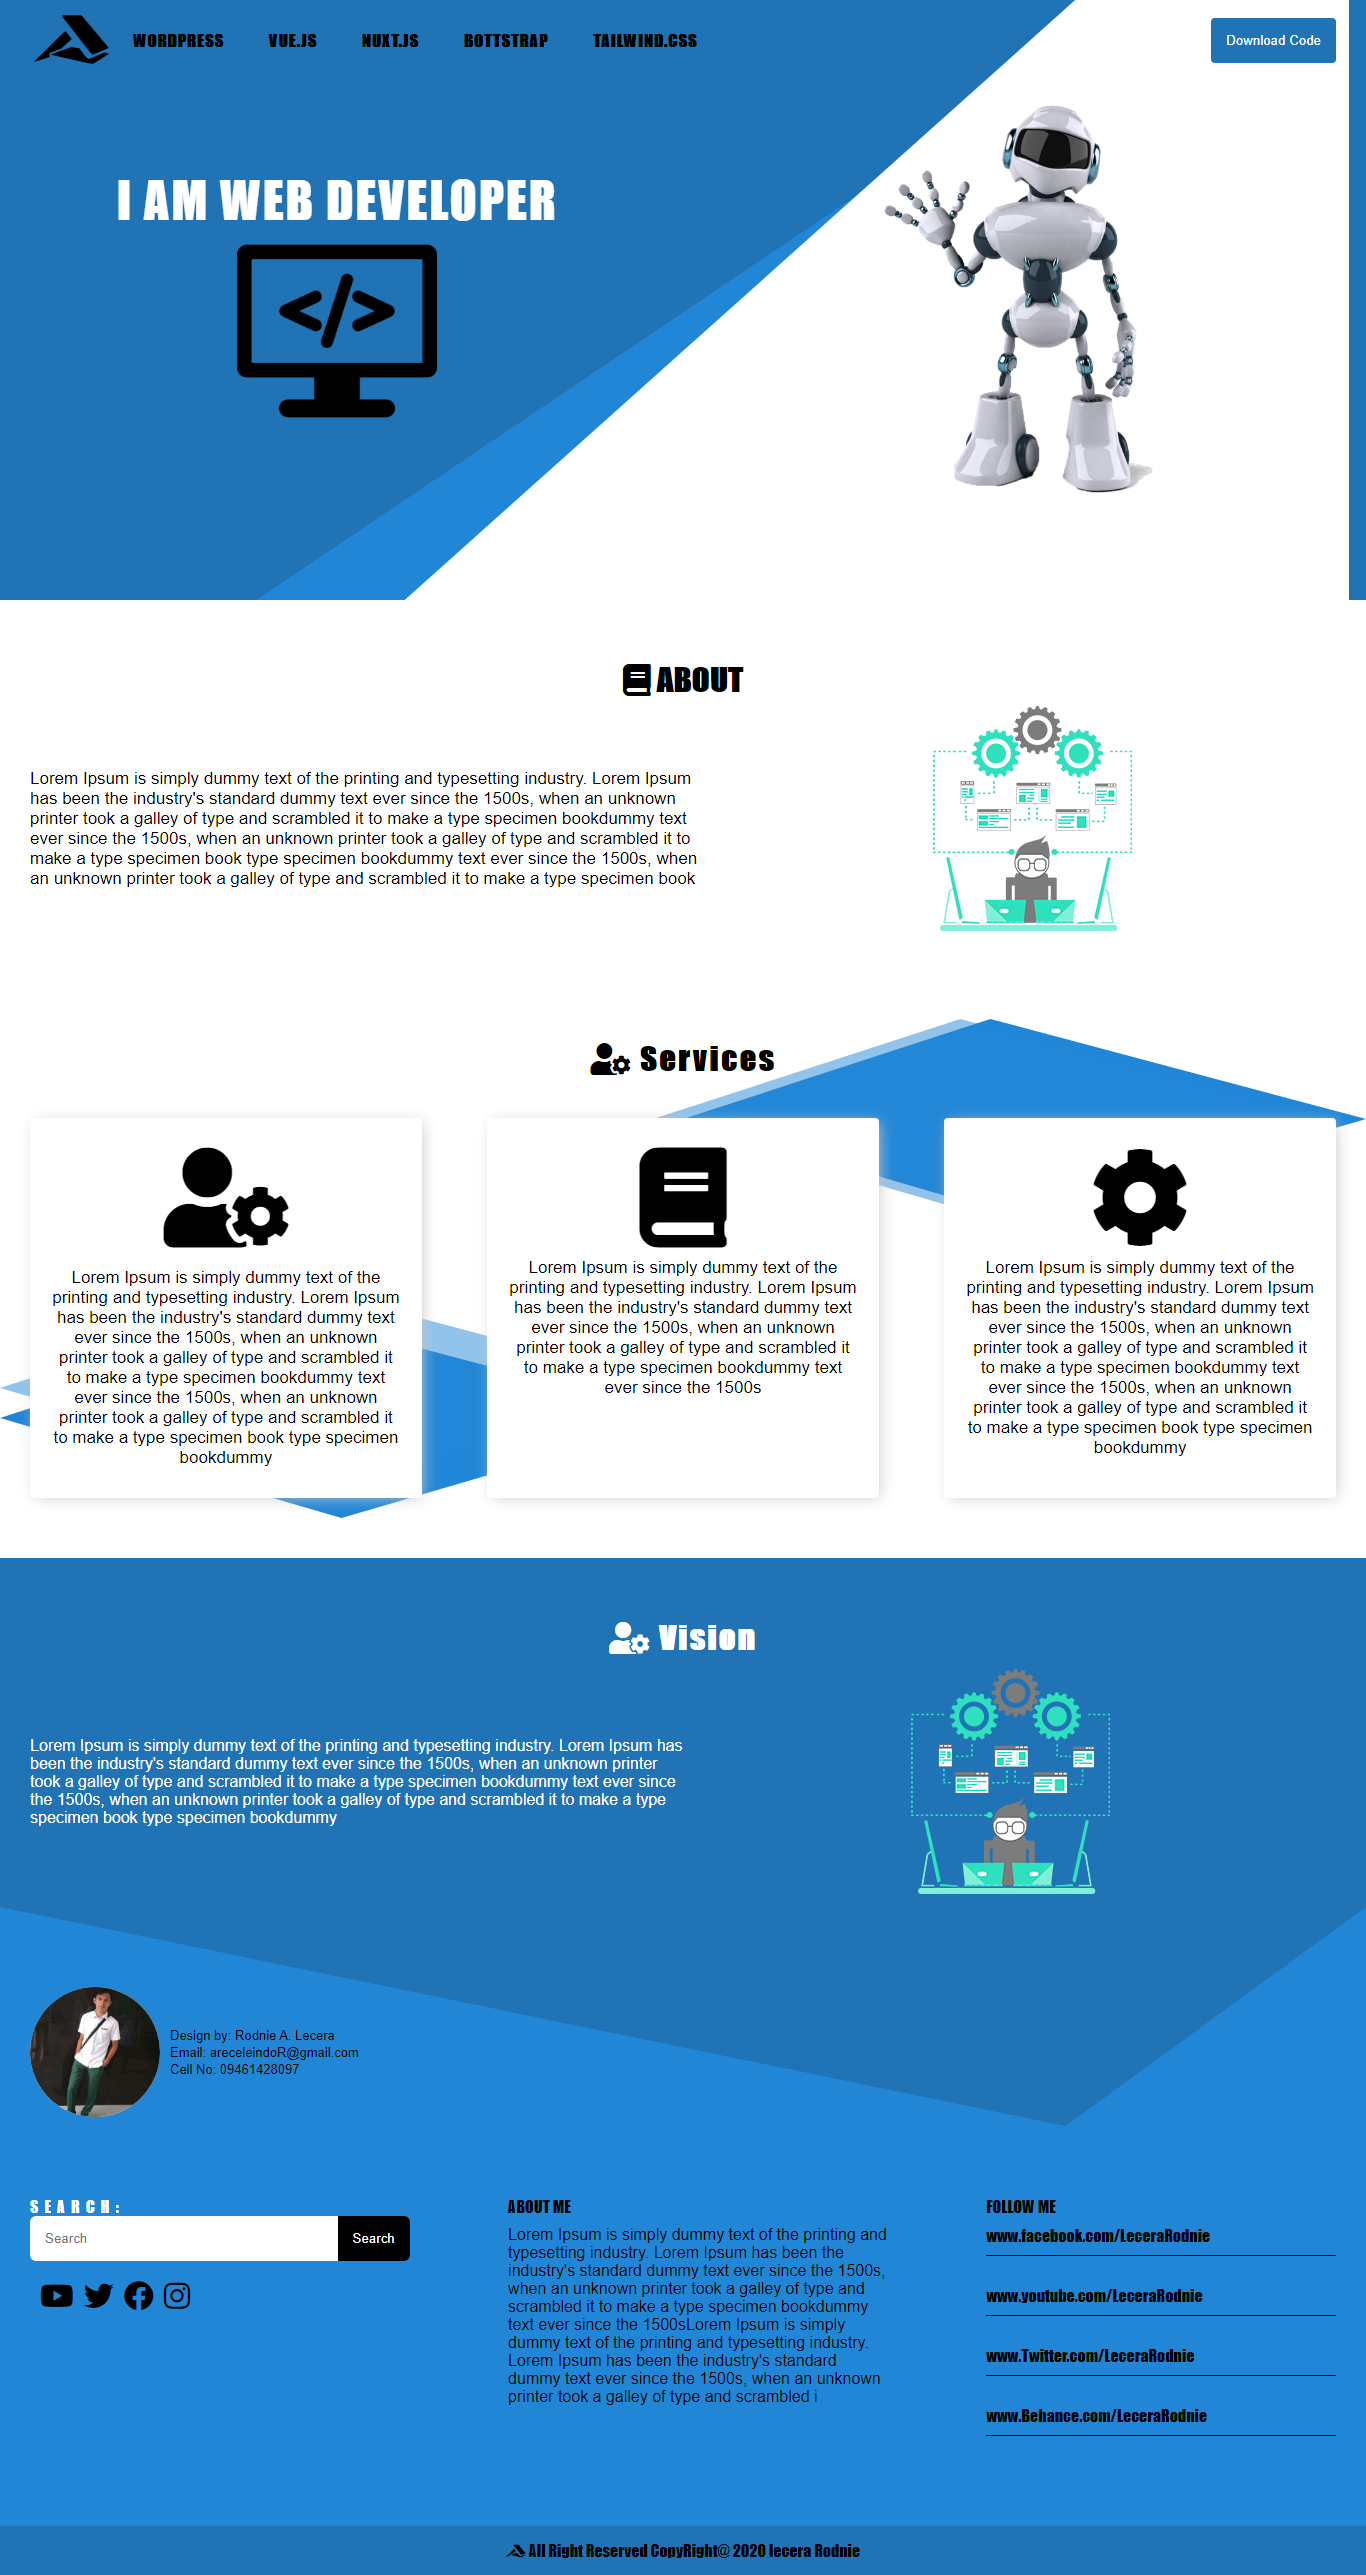 WORDPRESS VUE.JS NUXT.JS BOTTSTRAP TAILWIND.CSS Download Code
I AM WEB DEVELOPER
</>
ABOUT
Lorem Ipsum is simply dummy text of the printing and typesetting industry. Lorem Ipsum
has been the industry's standard dummy text ever since the 1500s, when an unknown
printer took a galley of type and scrambled it to make a type specimen bookdummy text
ever since the 1500s, when an unknown printer took a galley of type and scrambled it to
make a type specimen book type specimen bookdummy text ever since the 1500s, when
an unknown printer took a galley of type and scrambled it to make a type specimen book
Services
Lorem Ipsum is simply dummy text of the
printing and typesetting industry. Lorem Ipsum
has been the industry's standard dummy text
ever since the 1500s, when an unknown
printer took a galley of type and scrambled it
to make a type specimen bookdummy text
ever since the 1500s, when an unknown
printer took a galley of type and scrambled it
to make a type specimen book type specimen
bookdummy
Lorem Ipsum is simply dummy text of the
printing and typesetting industry. Lorem Ipsum
has been the industry's standard dummy text
ever since the 1500s, when an unknown
printer took a galley of type and scrambled it
to make a type specimen bookdummy text
ever since the 1500s
Lorem Ipsum is simply dummy text of the
printing and typesetting industry. Lorem Ipsum
has been the industry's standard dummy text
ever since the 1500s, when an unknown
printer took a galley of type and scrambled it
to make a type specimen bookdummy text
ever since the 1500s, when an unknown
printer took a galley of type and scrambled it
to make a type specimen book type specimen
bookdummy
Vision
Lorem Ipsum is simply dummy text of the printing and typesetting industry. Lorem Ipsum has
been the industry's standard dummy text ever since the 1500s, when an unknown printer
took a galley of type and scrambled it to make a type specimen bookdummy text ever since
the 1500s, when an unknown printer took a galley of type and scrambled it to make a type
specimen book type specimen bookdummy
Design by: Rodnie A. Lecera
Email: areceleindoR@gmail.com
Cell No: 09461428097
SEARCH:
Search Search
ABOUT ME
Lorem Ipsum is simply dummy text of the printing and
typesetting industry. Lorem Ipsum has been the
industry's standard dummy text ever since the 1500s,
when an unknown printer took a galley of type and
scrambled it to make a type specimen bookdummy
text ever since the 1500sLorem Ipsum is simply
dummy text of the printing and typesetting industry.
Lorem Ipsum has been the industry's standard
dummy text ever since the 1500s, when an unknown
printer took a galley of type and scrambled i
FOLLOW ME
www.facebook.com/LeceraRodnie
www.youtube.com/LeceraRodnie
www.Twitter.com/LeceraRodnie
www.Behance.com/LeceraRodnie
All Right Reserved CopyRight@ 2020 lecera Rodnie